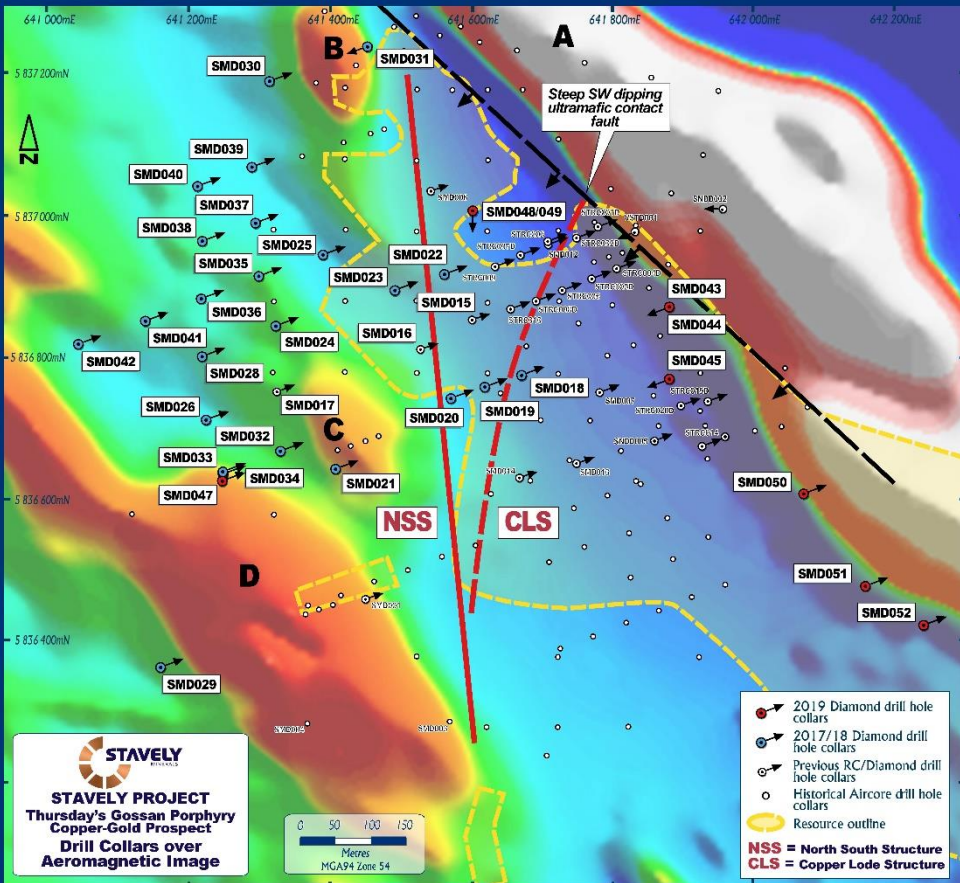 641 000mE
641 200mE
641 400mE
641 600mE
641 800mE
642 000mE
642 200mE
A
B
SMD031
SMD030
5 837 200mN
Steep SW dipping
ultramafic contact
fault
N
SMD039
SMD040
SMD037
SMD038
SMD048/049
5 837 000mN
SMD025
SMD022
SMD035
SMD023
SMD015
SMD043
SMD036
SMD044
SMD016
SMD041
SMD024
5 836 800mN
SMD042
SMD028
SMD045
SMD018
SMD017
SMD019
SMD020
SMD026
C
SMD032
SMD033
SMD034
SMD021
SMD047
SMD050
5 836 600mN
NSS
CLS
D
SMD051
SMD052
5 836 400mN
SMD029
STAVELY
MINERALS
STAVELY PROJECT
Thursday's Gossan Porphyry
Copper-Gold Prospect
Drill Collars over
Aeromagnetic Image
0 50 100 150
Metres
MGA94 Zone 54
2019 Diamond drill hole
collars
2017/18 Diamond drill
hole collars
Previous RC/Diamond drill
hole collars
Historical Aircore drill hole
collars
Resource outline
NSS = North South Structure
CLS = Copper Lode Structure